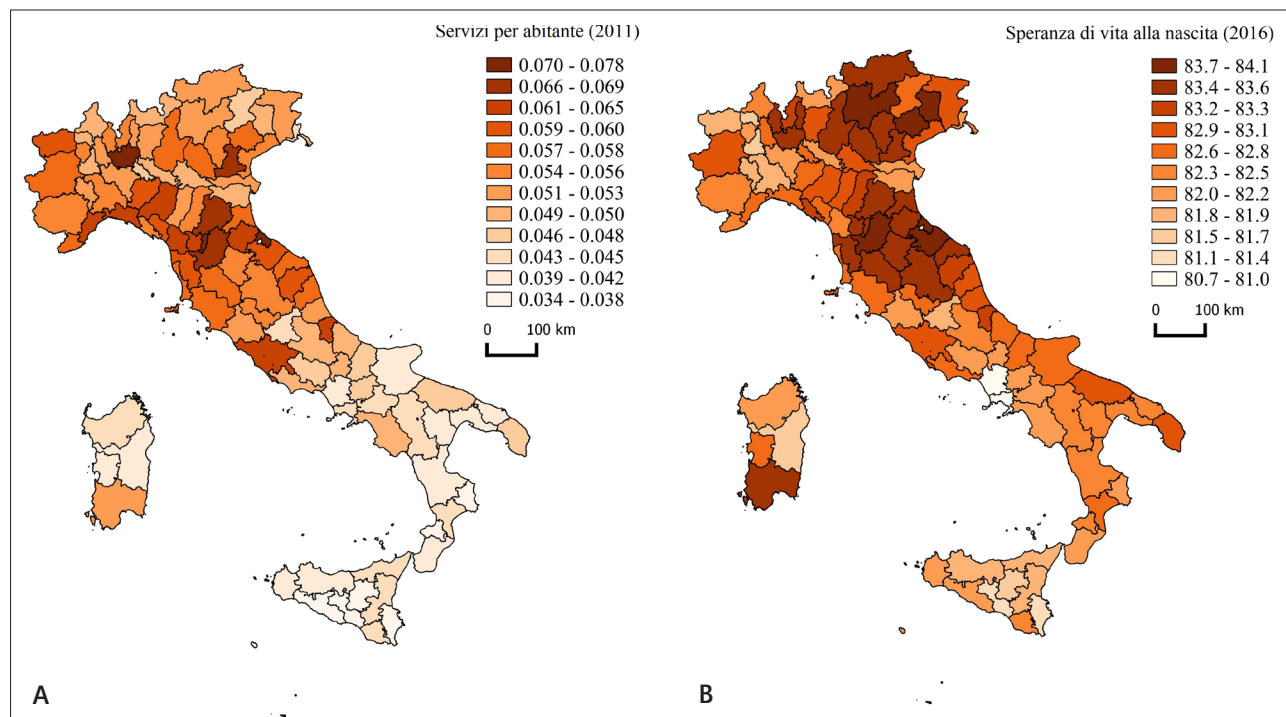 Servizi per abitante (2011)
0.070 - 0.078
0.066 - 0.069
0.061 - 0.065
0.059 - 0.060
0.057 - 0.058
0.054 - 0.056
0.051 - 0.053
0.049 - 0.050
0.046 - 0.048
0.043 - 0.045
0.039 - 0.042
0.034 - 0.038
0 100 km
A
Speranza di vita alla nascita (2016)
83.7 - 84.1
83.4 - 83.6
83.2 - 83.3
82.9 - 83.1
82.6 - 82.8
82.3 - 82.5
82.0 - 82.2
81.8 - 81.9
81.5 - 81.7
81.1 - 81.4
80.7 - 81.0
0 100 km
B